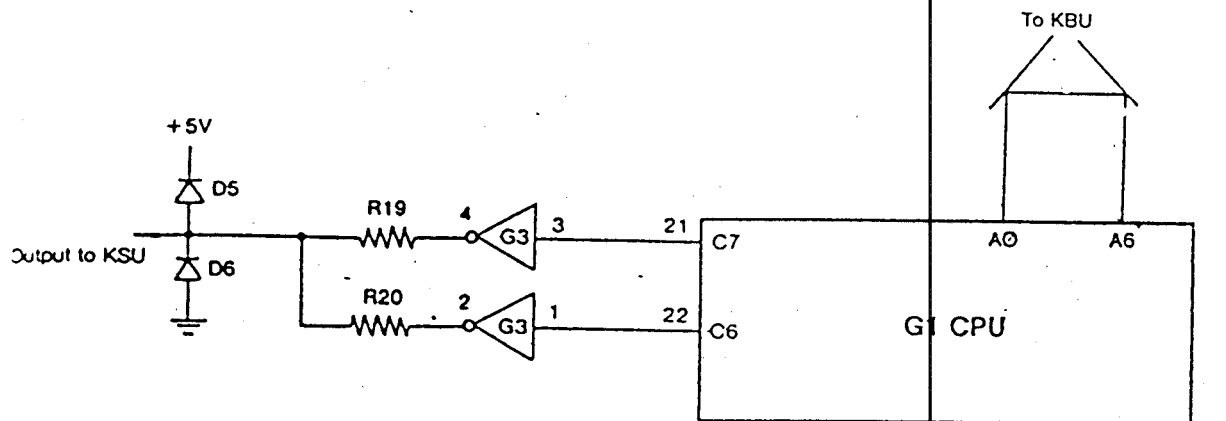 To KBU
+5V
D5
R19
4
G3
3
21
C7
A0
A6
Output to KSU
D6
R20
2
G3
1
22
C6
G1 CPU